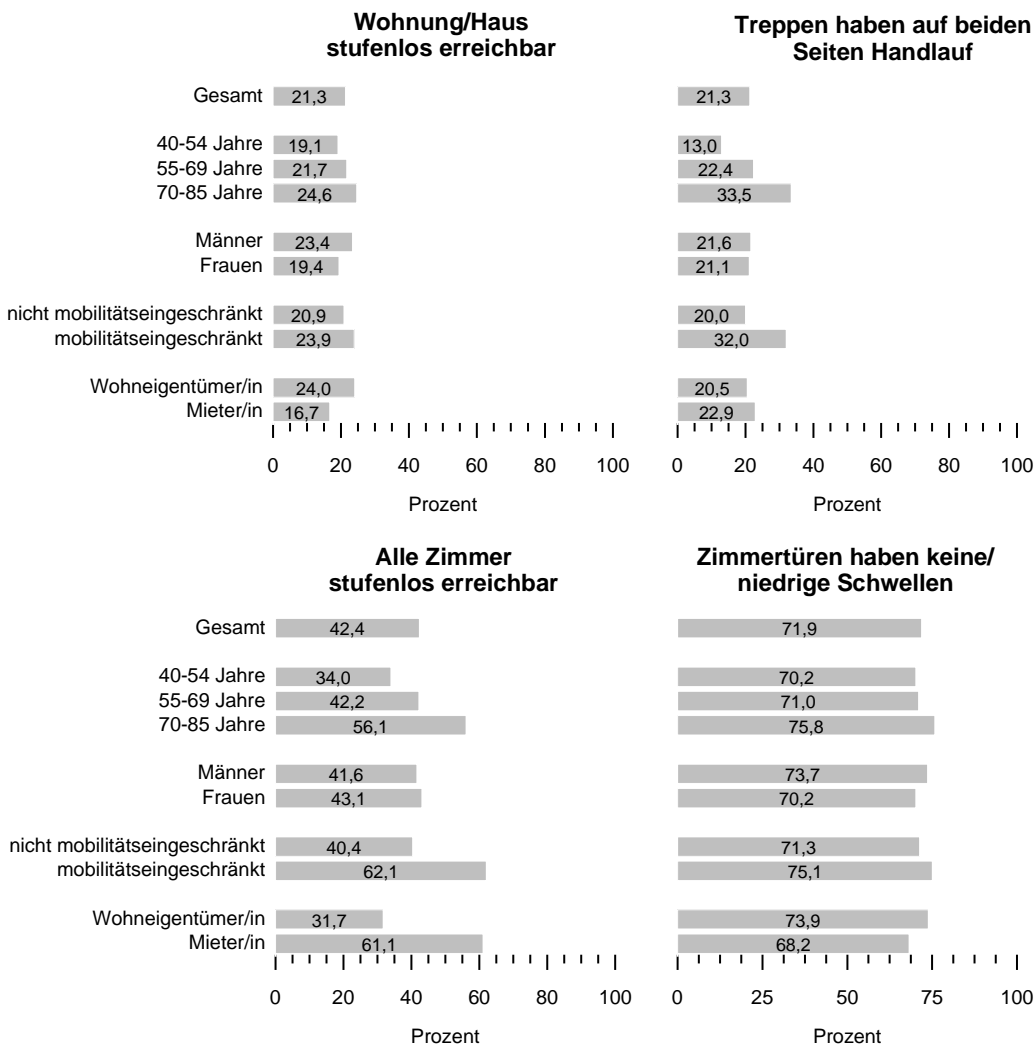 Wohnung/Haus
stufenlos erreichbar
Gesamt 21,3
40-54 Jahre 19,1
55-69 Jahre 21,7
70-85 Jahre 24,6
Männer 23,4
Frauen 19,4
nicht mobilitätseingeschränkt 20,9
mobilitätseingeschränkt 23,9
Wohneigentümer/in 24,0
Mieter/in 16,7
0 20 40 60 80 100
Prozent
Treppen haben auf beiden
Seiten Handlauf
21,3
13,0
22,4
33,5
21,6
21,1
20,0
32,0
20,5
22,9
0 20 40 60 80 100
Prozent
Alle Zimmer
stufenlos erreichbar
Gesamt 42,4
40-54 Jahre 34,0
55-69 Jahre 42,2
70-85 Jahre 56,1
Männer 41,6
Frauen 43,1
nicht mobilitätseingeschränkt 40,4
mobilitätseingeschränkt 62,1
Wohneigentümer/in 31,7
Mieter/in 61,1
0 20 40 60 80 100
Prozent
Zimmertüren haben keine/
niedrige Schwellen
71,9
70,2
71,0
75,8
73,7
70,2
71,3
75,1
73,9
68,2
0 25 50 75 100
Prozent